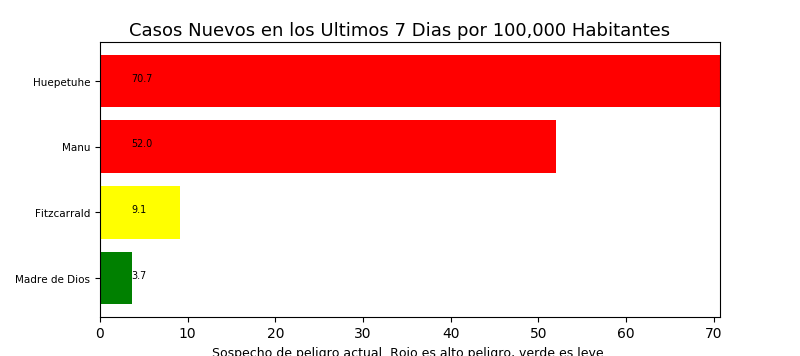 Casos Nuevos en los Ultimos 7 Dias por 100,000 Habitantes
Huepetuhe 70.7
Manu 52.0
Fitzcarrald 9.1
Madre de Dios 3.7
0 10 20 30 40 50 60 70
Sospecho de peligro actual. Rojo es alto peligro, verde es leve